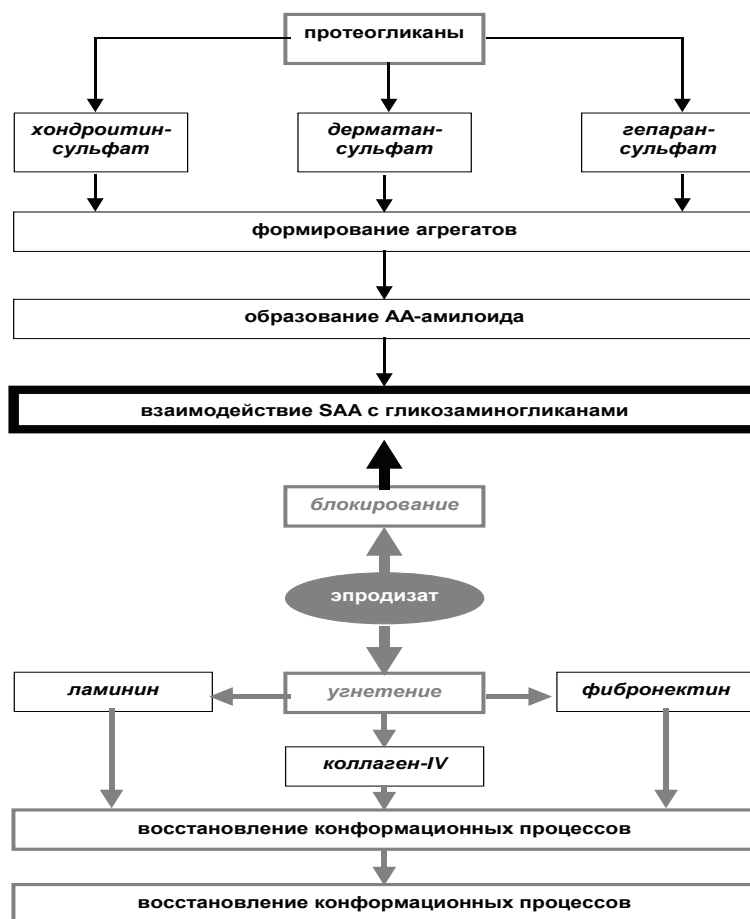 протеогликаны
хондроитин-
сульфат
дерматан-
сульфат
гепаран-
сульфат
формирование агрегатов
образование АА-амилоида
взаимодействие SAA с гликозаминогликанами
блокирование
эпродизат
ламинин
угнетение
фибронектин
коллаген-IV
восстановление конформационных процессов
восстановление конформационных процессов